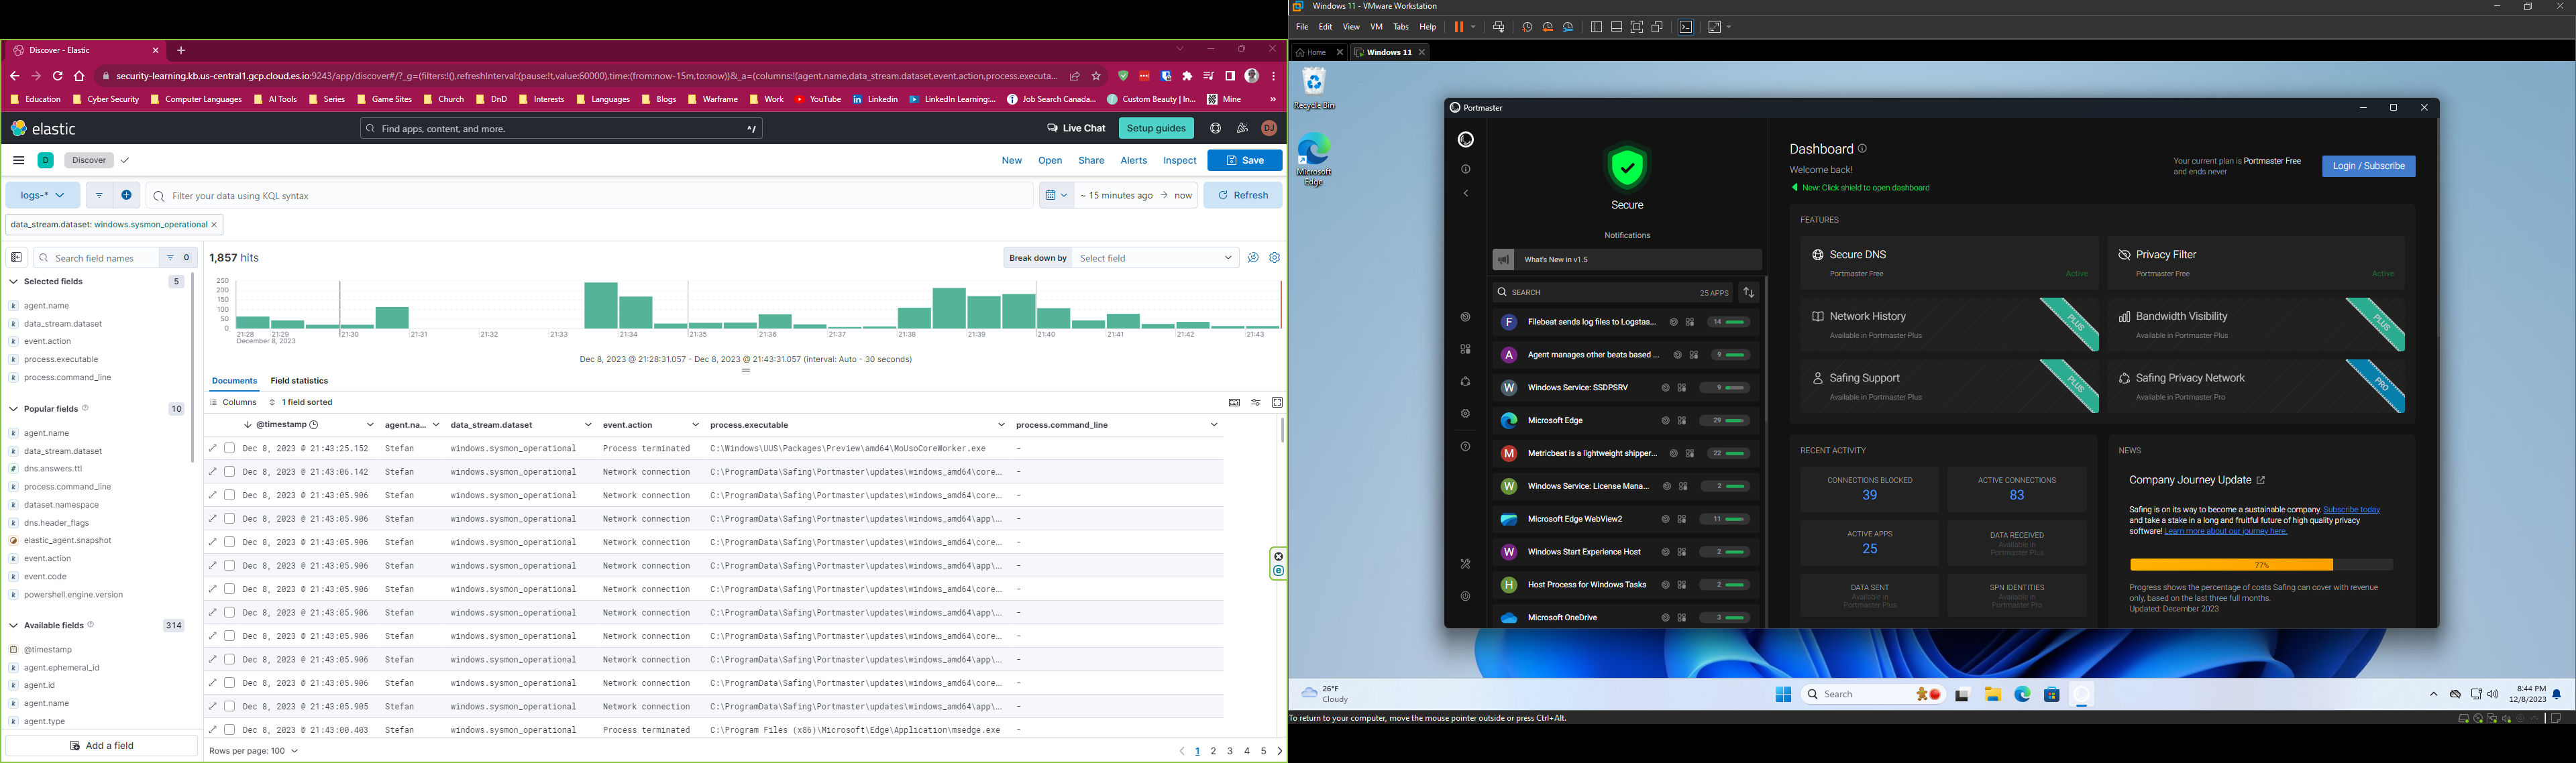 Discover - Elastic
security-learning.kb.us-central1.gcp.cloud.es.io:9243/app/discover#/?_g=(filters:!(),refreshInterval:(pause:!t,value:60000),time:(from:now-15m,to:now))&_a=(columns:!(agent.name,data_stream.dataset,event.action,process.executa...
Education Cyber Security Computer Languages AI Tools Series Game Sites Church DnD Interests Languages Blogs Warframe Work YouTube Linkedin LinkedIn Learning:... Job Search Canada... Custom Beauty | In... Mine »
elastic Find apps, content, and more. ^/ Live Chat Setup guides DJ
D Discover New Open Share Alerts Inspect Save
logs-* Filter your data using KQL syntax ~ 15 minutes ago → now Refresh
data_stream.dataset: windows.sysmon_operational ×
Search field names 0
Selected fields 5
agent.name
data_stream.dataset
event.action
process.executable
process.command_line
Popular fields 10
agent.name
data_stream.dataset
dns.answers.ttl
process.command_line
dataset.namespace
dns.header_flags
elastic_agent.snapshot
event.action
event.code
powershell.engine.version
Available fields 314
@timestamp
agent.ephemeral_id
agent.id
agent.name
agent.type
Add a field
1,857 hits
Break down by Select field
250
200
150
100
50
0
21:28 21:29 21:30 21:31 21:32 21:33 21:34 21:35 21:36 21:37 21:38 21:39 21:40 21:41 21:42 21:43
December 8, 2023
Dec 8, 2023 @ 21:28:31.057 - Dec 8, 2023 @ 21:43:31.057 (interval: Auto - 30 seconds)
Documents Field statistics
Columns 1 field sorted
@timestamp agent.na... data_stream.dataset event.action process.executable process.command_line
Dec 8, 2023 @ 21:43:25.152 Stefan windows.sysmon_operational Process terminated C:\Windows\UUS\Packages\Preview\amd64\MoUsoCoreWorker.exe -
Dec 8, 2023 @ 21:43:06.142 Stefan windows.sysmon_operational Network connection C:\ProgramData\Safing\Portmaster\updates\windows_amd64\core... -
Dec 8, 2023 @ 21:43:05.906 Stefan windows.sysmon_operational Network connection C:\ProgramData\Safing\Portmaster\updates\windows_amd64\core... -
Dec 8, 2023 @ 21:43:05.906 Stefan windows.sysmon_operational Network connection C:\ProgramData\Safing\Portmaster\updates\windows_amd64\app\... -
Dec 8, 2023 @ 21:43:05.906 Stefan windows.sysmon_operational Network connection C:\ProgramData\Safing\Portmaster\updates\windows_amd64\core... -
Dec 8, 2023 @ 21:43:05.906 Stefan windows.sysmon_operational Network connection C:\ProgramData\Safing\Portmaster\updates\windows_amd64\app\... -
Dec 8, 2023 @ 21:43:05.906 Stefan windows.sysmon_operational Network connection C:\ProgramData\Safing\Portmaster\updates\windows_amd64\core... -
Dec 8, 2023 @ 21:43:05.906 Stefan windows.sysmon_operational Network connection C:\ProgramData\Safing\Portmaster\updates\windows_amd64\app\... -
Dec 8, 2023 @ 21:43:05.906 Stefan windows.sysmon_operational Network connection C:\ProgramData\Safing\Portmaster\updates\windows_amd64\core... -
Dec 8, 2023 @ 21:43:05.906 Stefan windows.sysmon_operational Network connection C:\ProgramData\Safing\Portmaster\updates\windows_amd64\app\... -
Dec 8, 2023 @ 21:43:05.906 Stefan windows.sysmon_operational Network connection C:\ProgramData\Safing\Portmaster\updates\windows_amd64\core... -
Dec 8, 2023 @ 21:43:05.905 Stefan windows.sysmon_operational Network connection C:\ProgramData\Safing\Portmaster\updates\windows_amd64\app\... -
Dec 8, 2023 @ 21:43:00.403 Stefan windows.sysmon_operational Process terminated C:\Program Files (x86)\Microsoft\Edge\Application\msedge.exe -
Rows per page: 100 1 2 3 4 5
Windows 11 - VMware Workstation
File Edit View VM Tabs Help
Home Windows 11
Recycle Bin
Microsoft Edge
Portmaster
Secure
Notifications
What's New in v1.5
SEARCH 25 APPS
F Filebeat sends log files to Logstas... 14
A Agent manages other beats based ... 9
W Windows Service: SSDPSRV 9
Microsoft Edge 29
M Metricbeat is a lightweight shipper... 22
W Windows Service: License Mana... 2
Microsoft Edge WebView2 11
W Windows Start Experience Host 2
H Host Process for Windows Tasks 2
Microsoft OneDrive 3
Dashboard
Welcome back!
New: Click shield to open dashboard
Your current plan is Portmaster Free
and ends never
Login / Subscribe
FEATURES
Secure DNS
Portmaster Free Active
Privacy Filter
Portmaster Free Active
Network History PLUS
Available in Portmaster Plus
Bandwidth Visibility PLUS
Available in Portmaster Plus
Safing Support PLUS
Available in Portmaster Plus
Safing Privacy Network PRO
Available in Portmaster Pro
RECENT ACTIVITY
CONNECTIONS BLOCKED
39
ACTIVE CONNECTIONS
83
ACTIVE APPS
25
DATA RECEIVED
Available in
Portmaster Plus
DATA SENT
Available in
Portmaster Plus
SPN IDENTITIES
Available in
Portmaster Pro
NEWS
Company Journey Update
Safing is on its way to become a sustainable company. Subscribe today
and take a stake in a long and fruitful future of high quality privacy
software! Learn more about our journey here.
77%
Progress shows the percentage of costs Safing can cover with revenue
only, based on the last three full months.
Updated: December 2023
26°F
Cloudy
Search
8:44 PM
12/8/2023
To return to your computer, move the mouse pointer outside or press Ctrl+Alt.